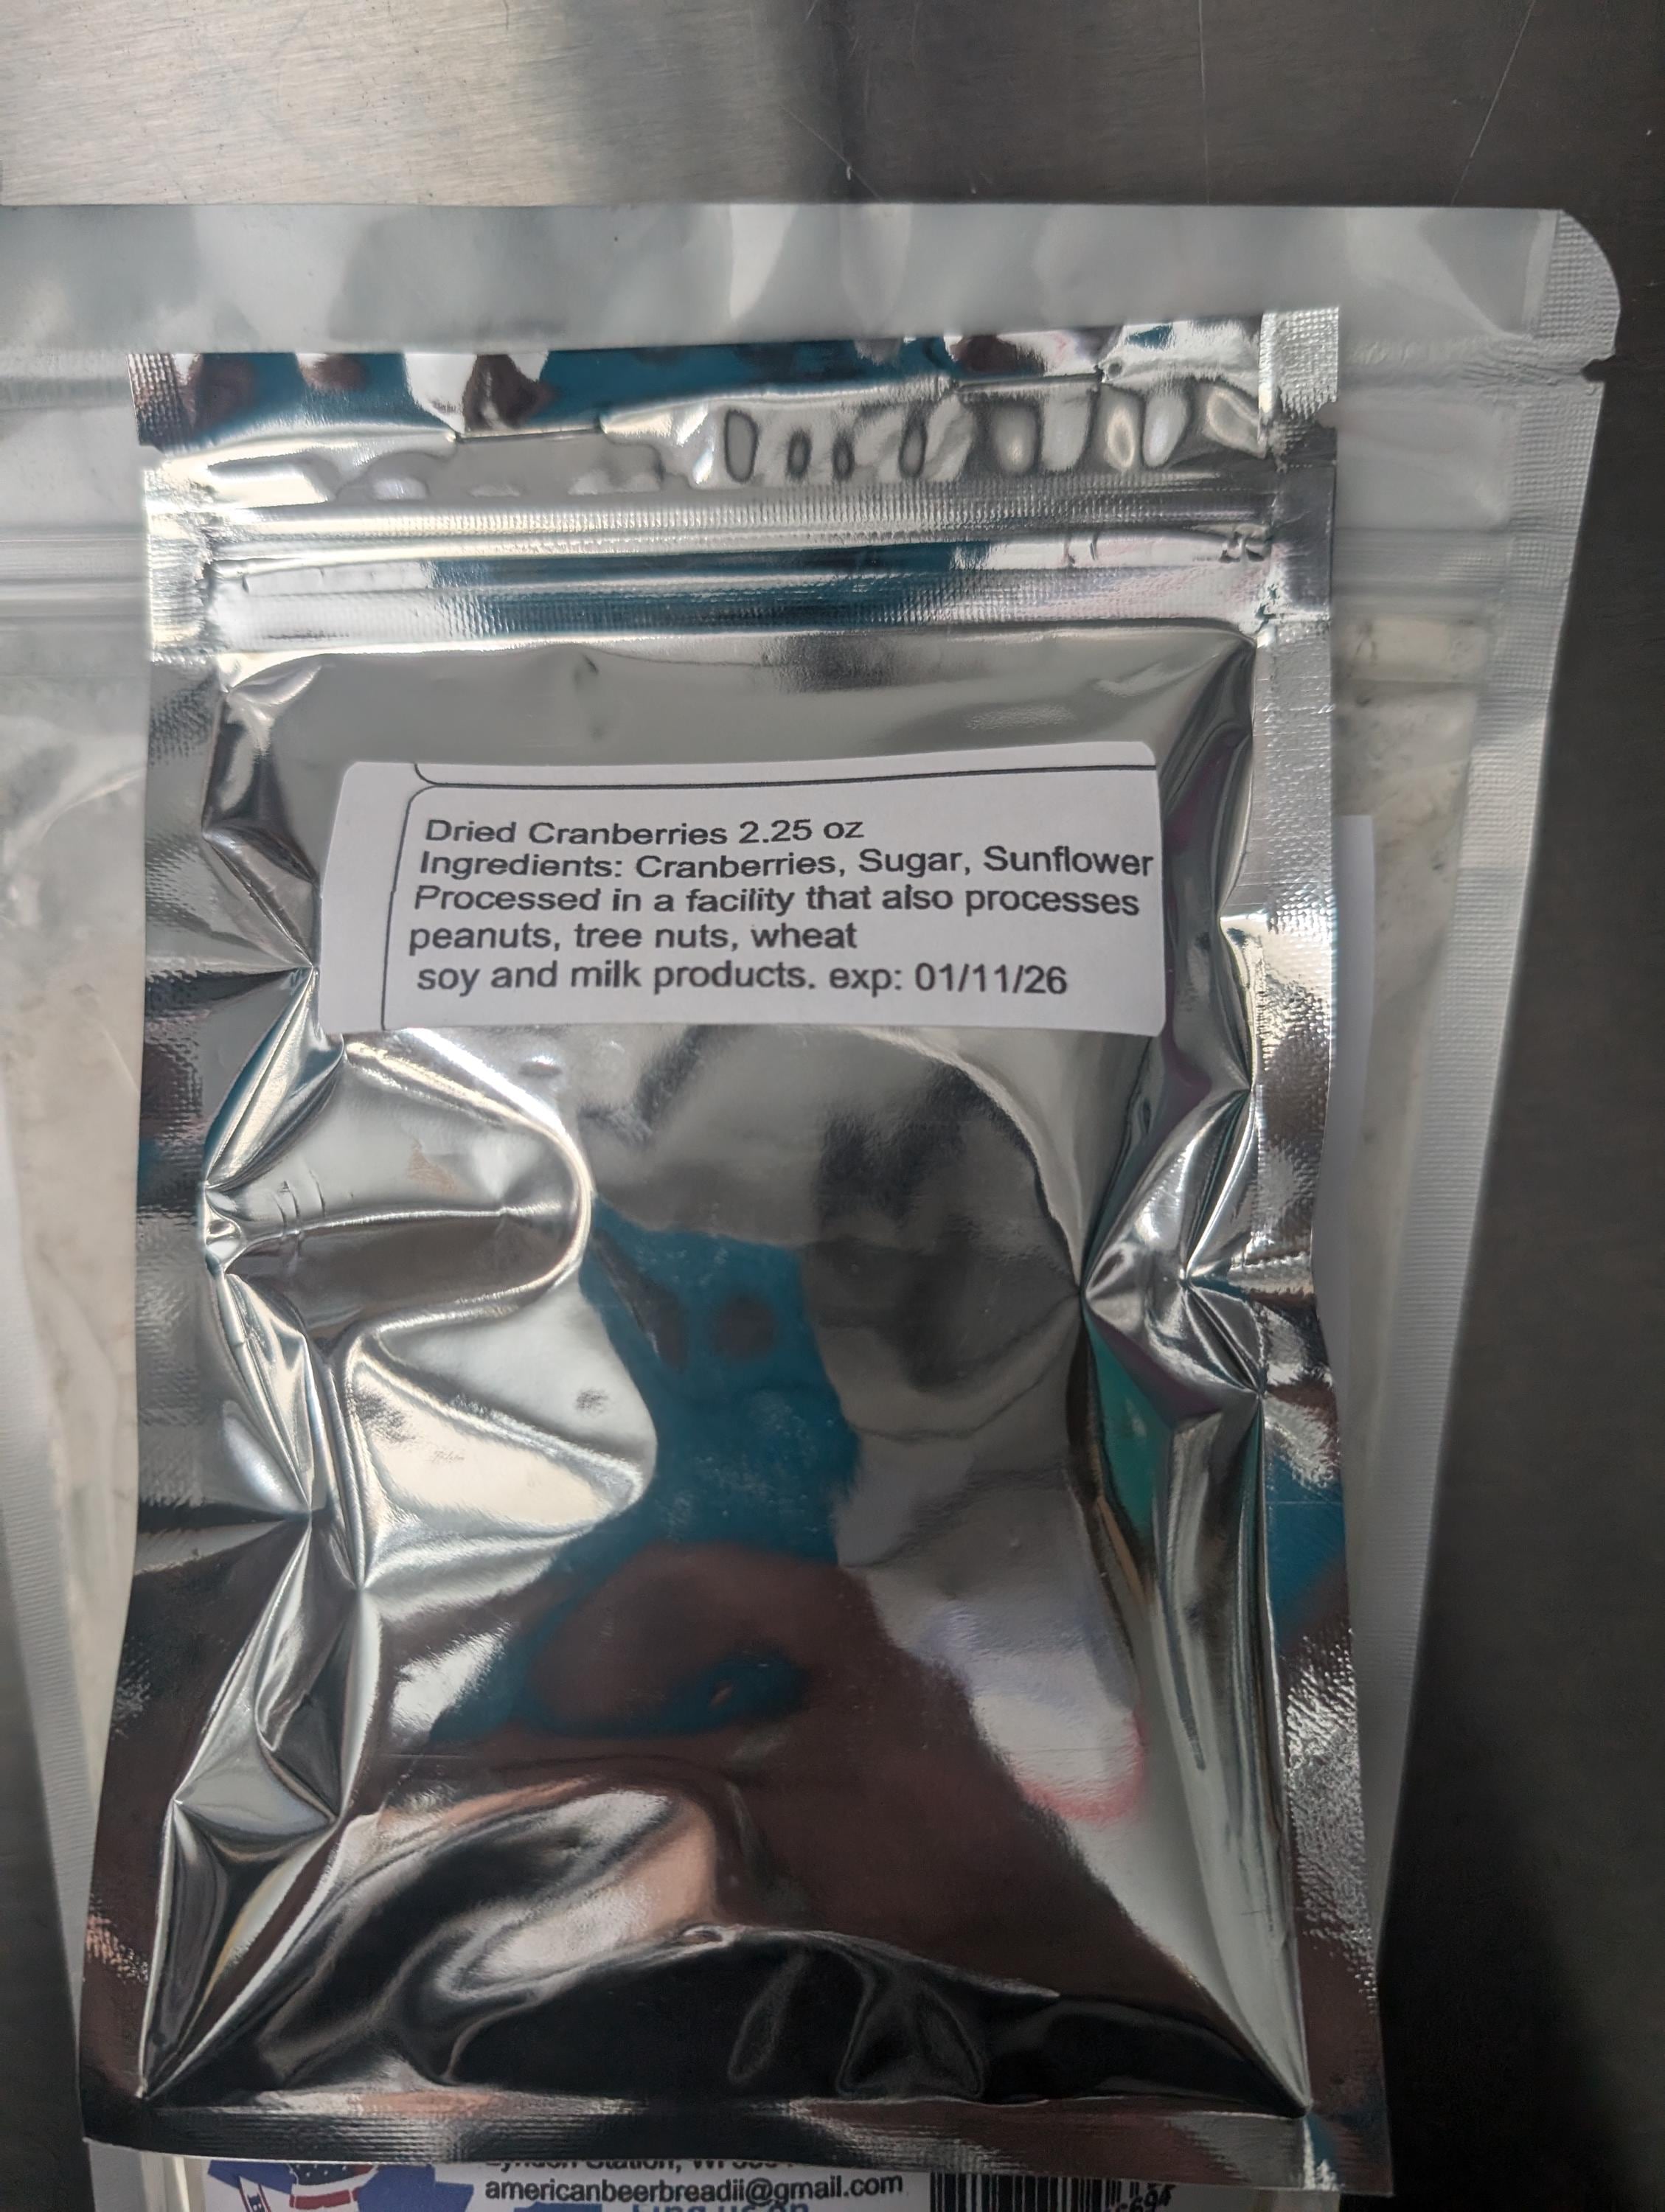 Dried Cranberries 2.25 oz
Ingredients: Cranberries, Sugar, Sunflower
Processed in a facility that also processes
peanuts, tree nuts, wheat
soy and milk products. exp: 01/11/26
americanbeerbreadii@gmail.com